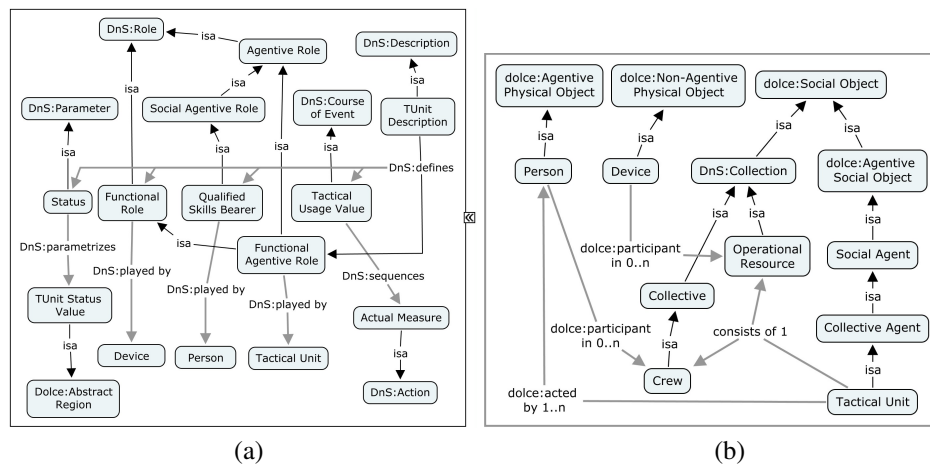 DnS:Role
isa
Agentive Role
DnS:Description
isa
isa
isa
DnS:Parameter
Social Agentive Role
DnS:Course
of Event
TUnit
Description
isa
isa
isa
isa
DnS:defines
Status
Functional
Role
Qualified
Skills Bearer
Tactical
Usage Value
isa
Functional
Agentive Role
DnS:parametrizes
DnS:played by
DnS:sequences
DnS:played by
DnS:played by
TUnit Status
Value
Actual Measure
isa
Device
Person
Tactical Unit
isa
Dolce:Abstract
Region
DnS:Action
(a)
dolce:Agentive
Physical Object
dolce:Non-Agentive
Physical Object
dolce:Social Object
isa
isa
isa
isa
Person
Device
DnS:Collection
dolce:Agentive
Social Object
isa
isa
isa
dolce:participant
in 0..n
Operational
Resource
Social Agent
Collective
isa
dolce:participant
in 0..n
consists of 1
Collective Agent
isa
isa
Crew
dolce:acted
by 1..n
Tactical Unit
(b)